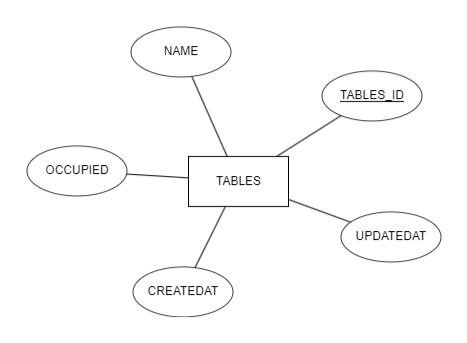 NAME
TABLES_ID
OCCUPIED
TABLES
UPDATEDAT
CREATEDAT